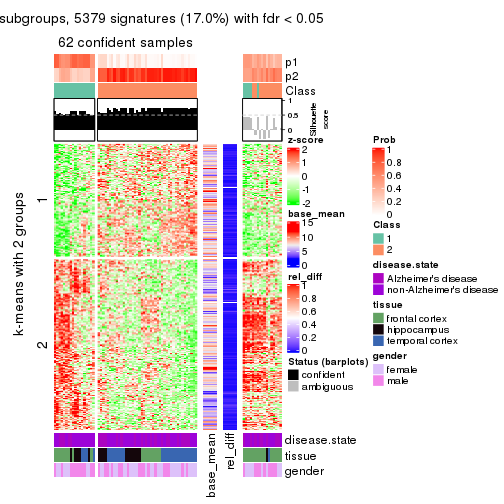 subgroups, 5379 signatures (17.0%) with fdr < 0.05
62 confident samples
p1
p2
Class
1
0.5
0
Silhouette
score
k-means with 2 groups
1
2
z-score
2
1
0
-1
-2
base_mean
15
10
5
0
rel_diff
1
0.8
0.6
0.4
0.2
0
Status (barplots)
confident
ambiguous
Prob
1
0.8
0.6
0.4
0.2
0
Class
1
2
disease.state
Alzheimer's disease
non-Alzheimer's disease
tissue
frontal cortex
hippocampus
temporal cortex
gender
female
male
disease.state
tissue
gender
base_mean
rel_diff